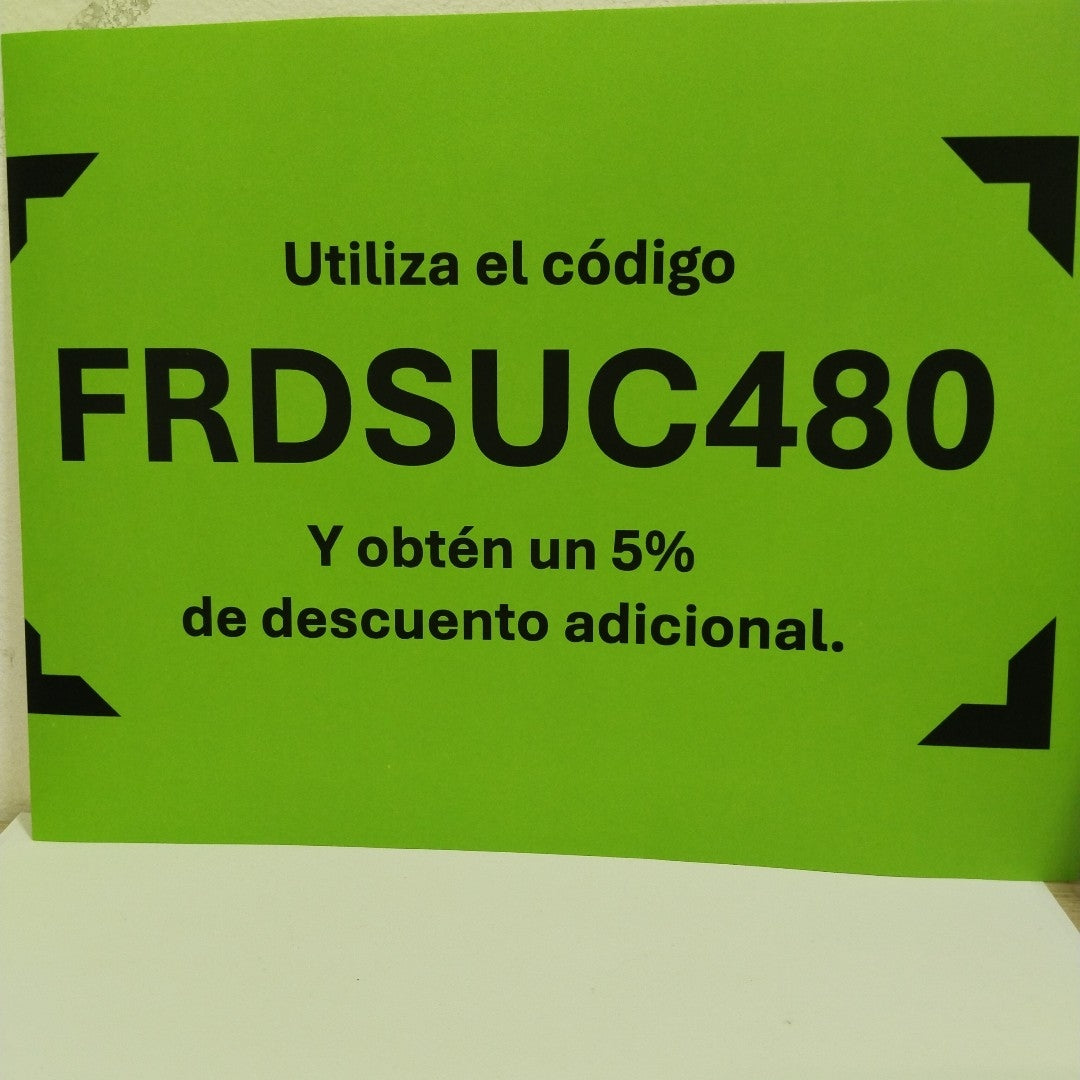 Utiliza el código
FRDSUC480
Y obtén un 5%
de descuento adicional.